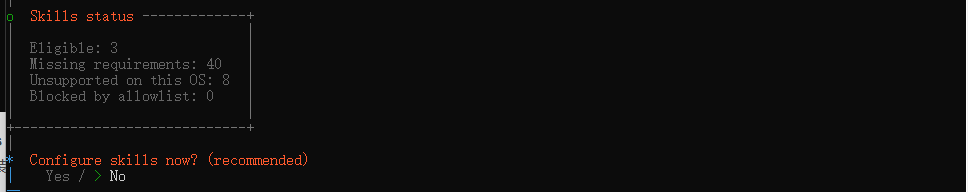 Skills status
Eligible: 3
Missing requirements: 40
Unsupported on this OS: 8
Blocked by allowlist: 0
Configure skills now? (recommended)
Yes / > No